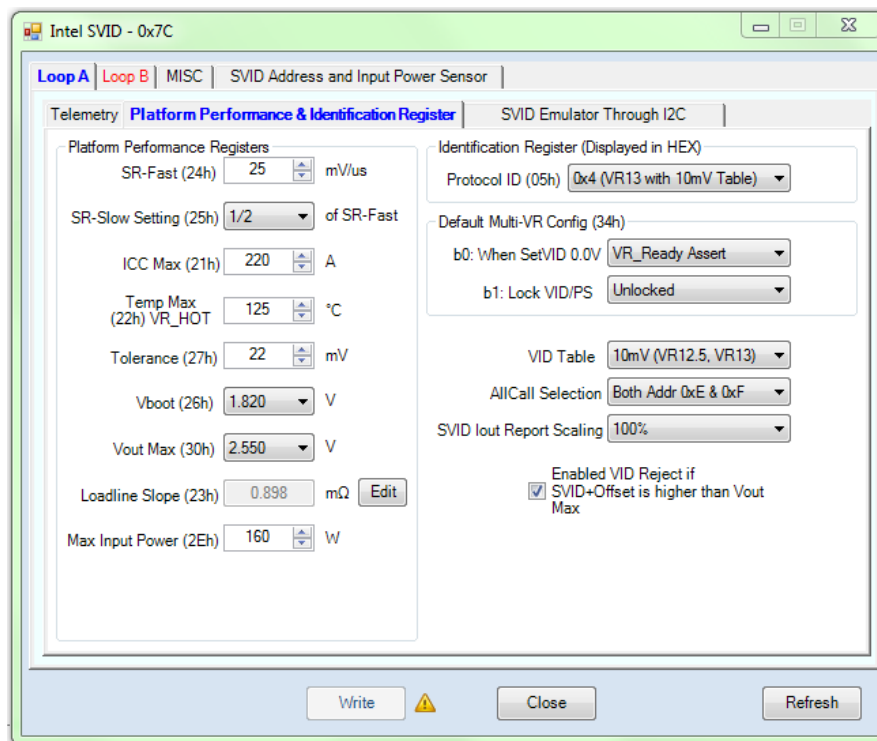 Intel SVID - 0x7C
Loop A Loop B MISC SVID Address and Input Power Sensor
Telemetry Platform Performance & Identification Register SVID Emulator Through I2C
Platform Performance Registers
SR-Fast (24h) 25 mV/us
SR-Slow Setting (25h) 1/2 of SR-Fast
ICC Max (21h) 220 A
Temp Max
(22h) VR_HOT 125 °C
Tolerance (27h) 22 mV
Vboot (26h) 1.820 V
Vout Max (30h) 2.550 V
Loadline Slope (23h) 0.898 mΩ Edit
Max Input Power (2Eh) 160 W
Identification Register (Displayed in HEX)
Protocol ID (05h) 0x4 (VR13 with 10mV Table)
Default Multi-VR Config (34h)
b0: When SetVID 0.0V VR_Ready Assert
b1: Lock VID/PS Unlocked
VID Table 10mV (VR12.5, VR13)
AllCall Selection Both Addr 0xE & 0xF
SVID Iout Report Scaling 100%
Enabled VID Reject if
SVID+Offset is higher than Vout
Max
Write Close Refresh